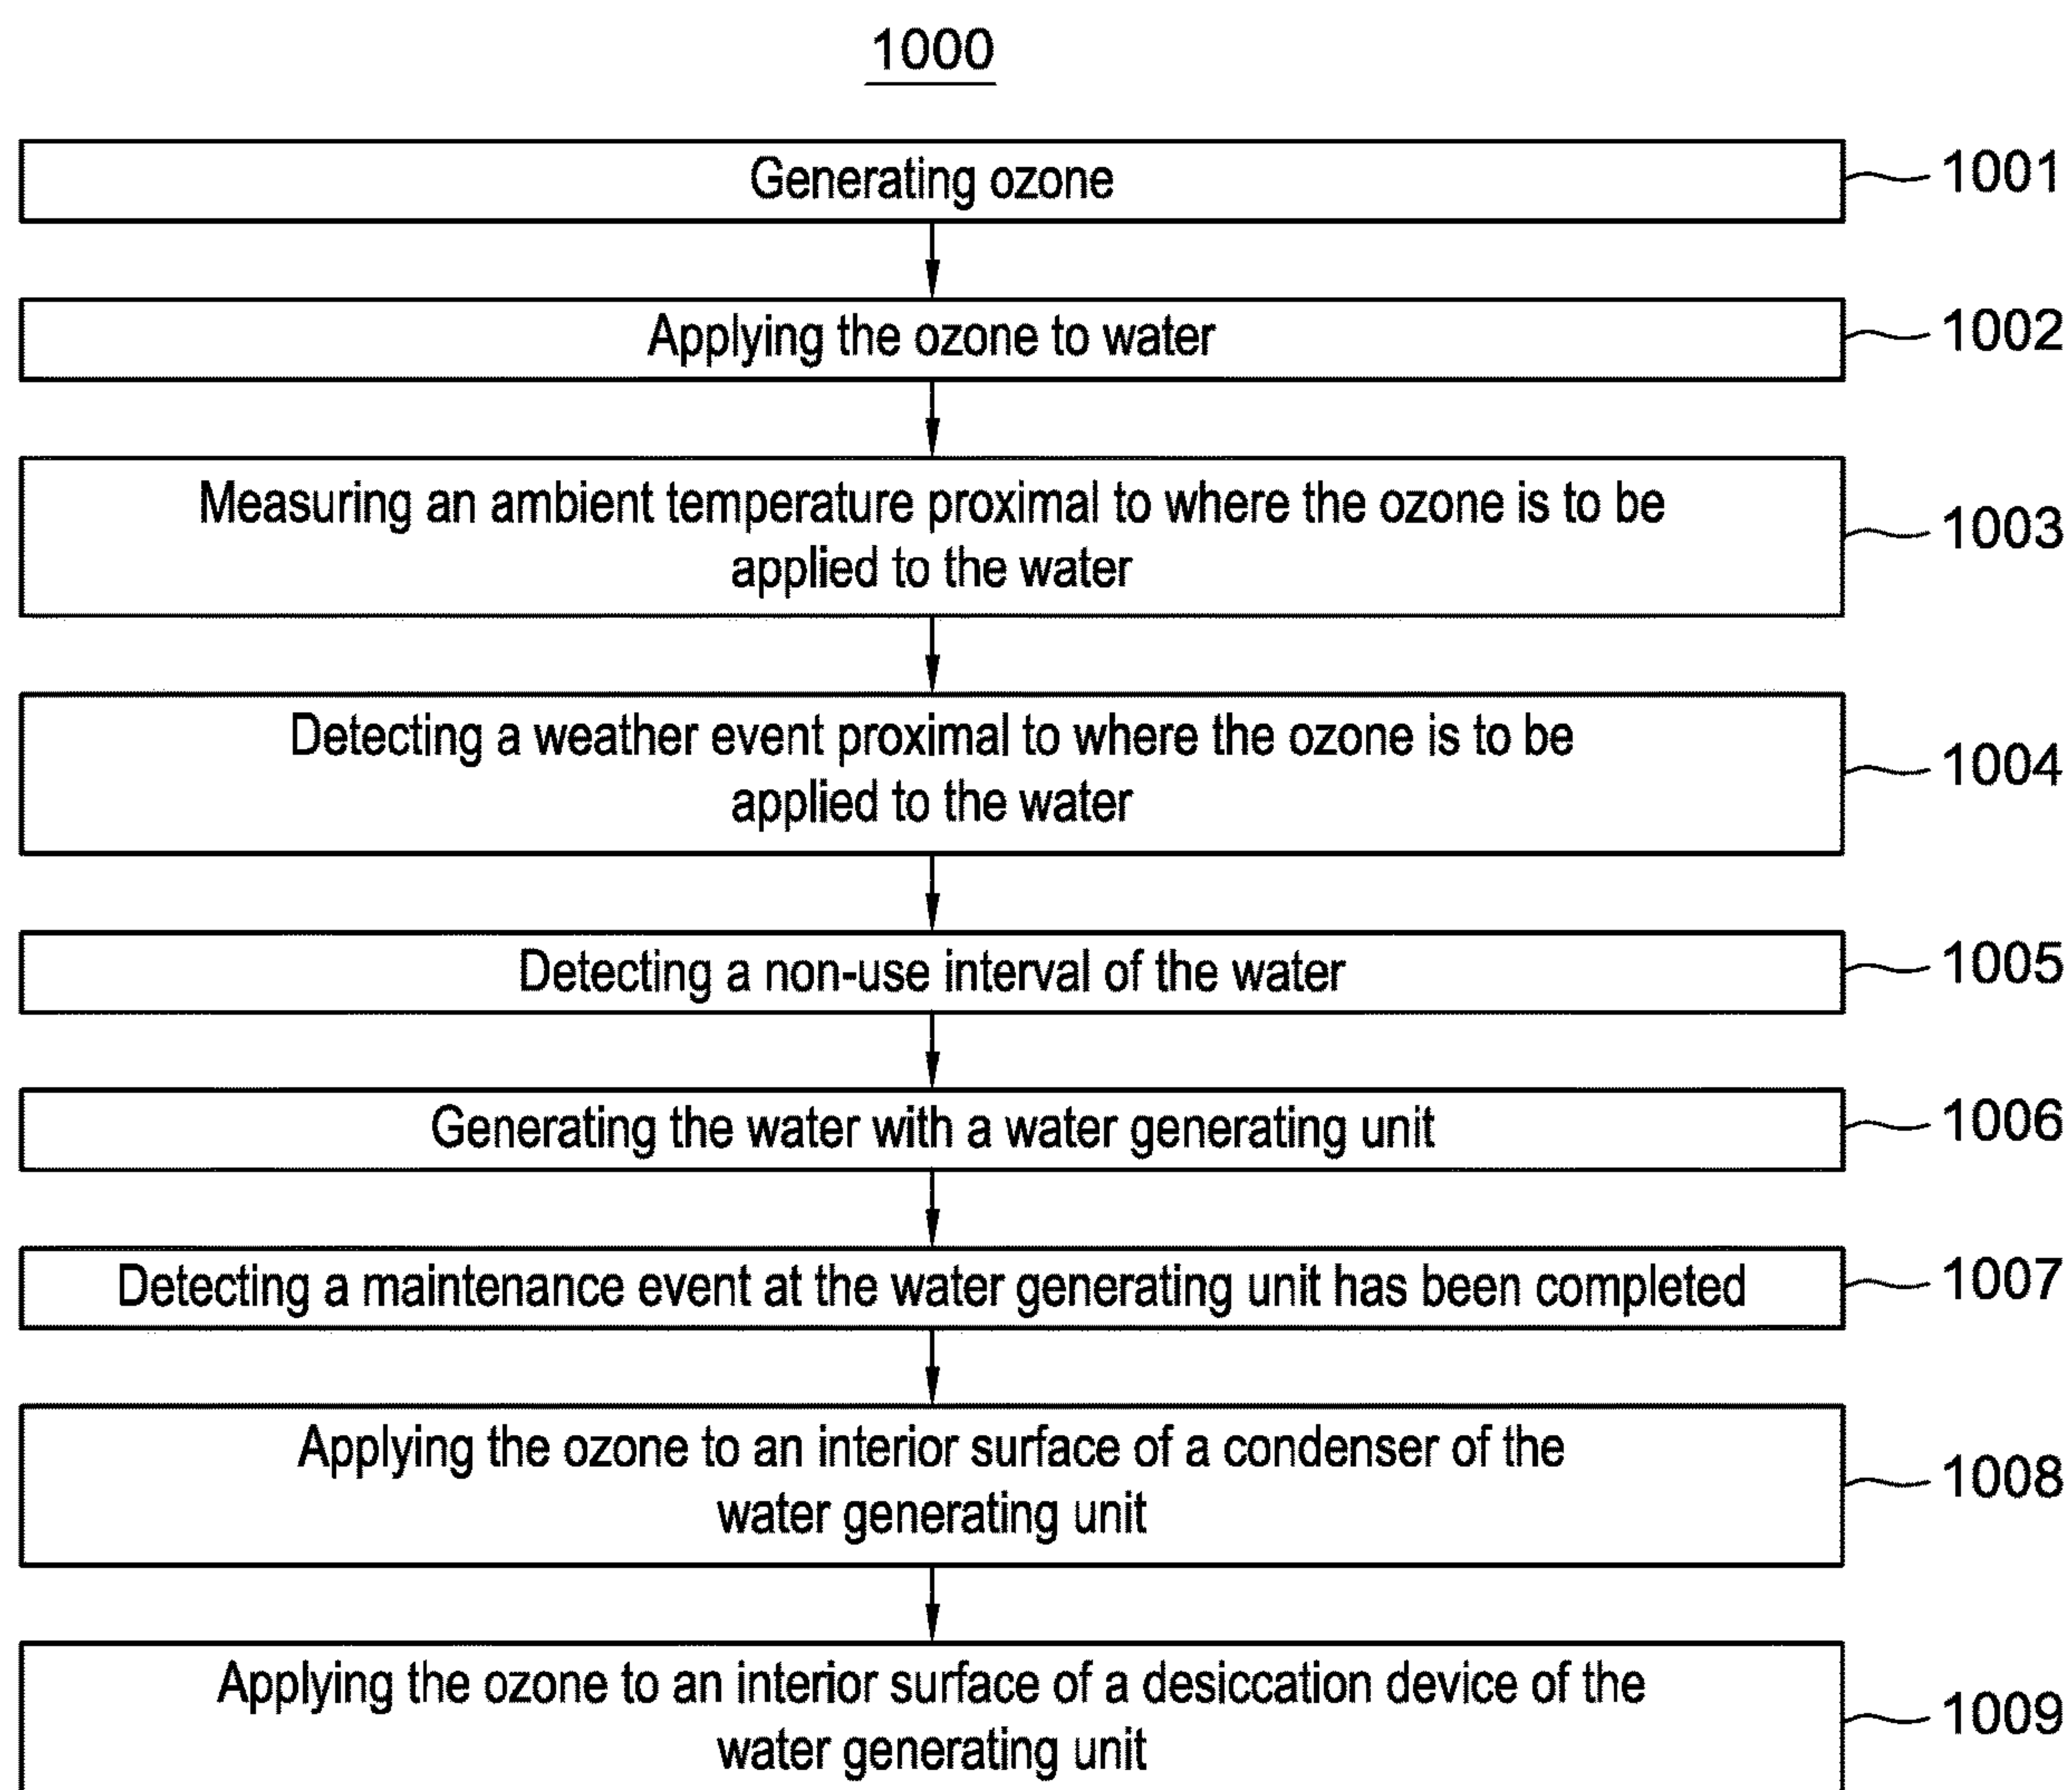 1000
Generating ozone
1001
Applying the ozone to water
1002
Measuring an ambient temperature proximal to where the ozone is to be
applied to the water
1003
Detecting a weather event proximal to where the ozone is to be
applied to the water
1004
Detecting a non-use interval of the water
1005
Generating the water with a water generating unit
1006
Detecting a maintenance event at the water generating unit has been completed
1007
Applying the ozone to an interior surface of a condenser of the
water generating unit
1008
Applying the ozone to an interior surface of a desiccation device of the
water generating unit
1009